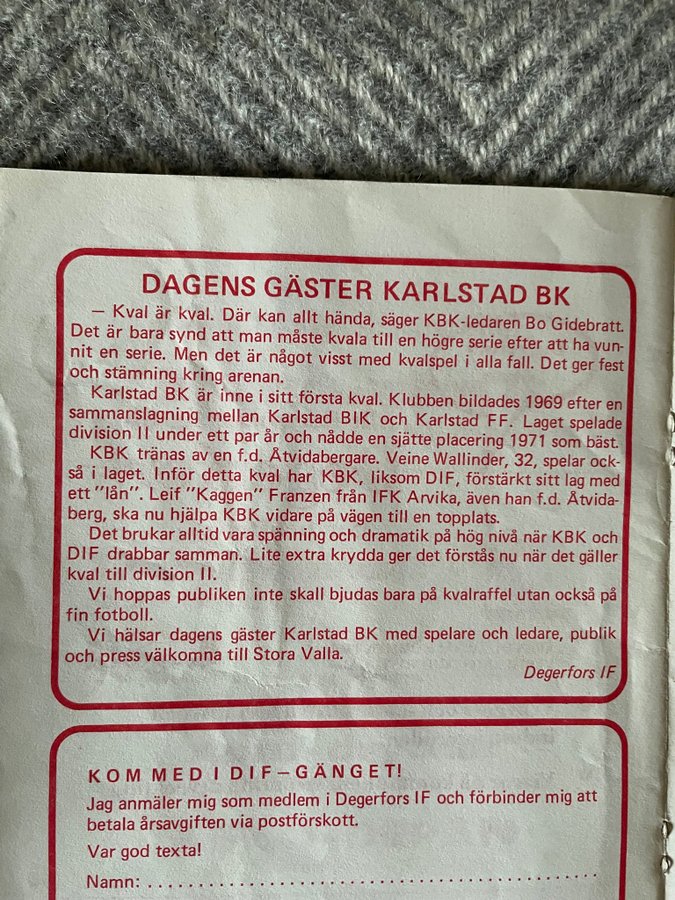 DAGENS GÄSTER KARLSTAD BK
— Kval är kval. Där kan allt hända, säger KBK-ledaren Bo Gidebratt.
Det är bara synd att man måste kvala till en högre serie efter att ha vun-
nit en serie. Men det är något visst med kvalspel i alla fall. Det ger fest
och stämning kring arenan.
Karlstad BK är inne i sitt första kval. Klubben bildades 1969 efter en
sammanslagning mellan Karlstad BIK och Karlstad FF. Laget spelade
division II under ett par år och nådde en sjätte placering 1971 som bäst.
KBK tränas av en f.d. Åtvidabergare. Veine Wallinder, 32, spelar ock-
så i laget. Inför detta kval har KBK, liksom DIF, förstärkt sitt lag med
ett "lån". Leif "Kaggen" Franzen från IFK Arvika, även han f.d. Åtvida-
berg, ska nu hjälpa KBK vidare på vägen till en topplats.
Det brukar alltid vara spänning och dramatik på hög nivå när KBK och
DIF drabbar samman. Lite extra krydda ger det förstås nu när det gäller
kval till division II.
Vi hoppas publiken inte skall bjudas bara på kvalraffel utan också på
fin fotboll.
Vi hälsar dagens gäster Karlstad BK med spelare och ledare, publik
och press välkomna till Stora Valla.
Degerfors IF
KOM MED I DIF–GÄNGET!
Jag anmäler mig som medlem i Degerfors IF och förbinder mig att
betala årsavgiften via postförskott.
Var god texta!
Namn: ................................................